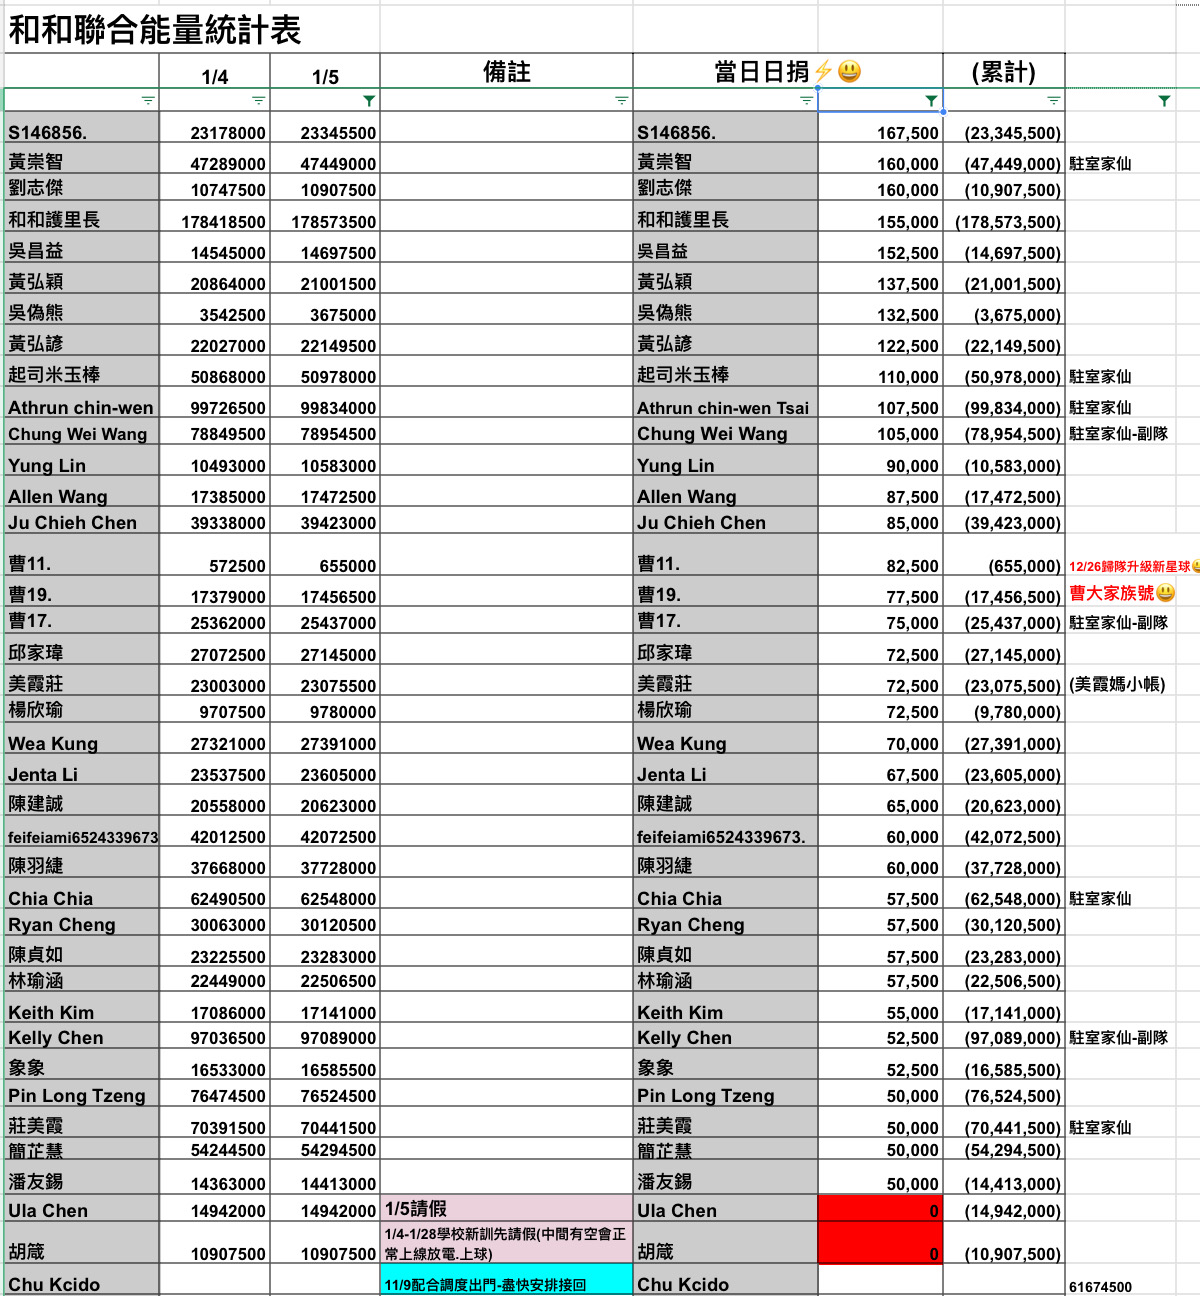 和和聯合能量統計表
1/4 1/5 備註 當日日捐⚡😃 (累計)
S146856. 23178000 23345500 S146856. 167,500 (23,345,500)
黃崇智 47289000 47449000 黃崇智 160,000 (47,449,000) 駐室家仙
劉志傑 10747500 10907500 劉志傑 160,000 (10,907,500)
和和護里長 178418500 178573500 和和護里長 155,000 (178,573,500)
吳昌益 14545000 14697500 吳昌益 152,500 (14,697,500)
黃弘穎 20864000 21001500 黃弘穎 137,500 (21,001,500)
吳偽熊 3542500 3675000 吳偽熊 132,500 (3,675,000)
黃弘諺 22027000 22149500 黃弘諺 122,500 (22,149,500)
起司米玉棒 50868000 50978000 起司米玉棒 110,000 (50,978,000) 駐室家仙
Athrun chin-wen 99726500 99834000 Athrun chin-wen Tsai 107,500 (99,834,000) 駐室家仙
Chung Wei Wang 78849500 78954500 Chung Wei Wang 105,000 (78,954,500) 駐室家仙-副隊
Yung Lin 10493000 10583000 Yung Lin 90,000 (10,583,000)
Allen Wang 17385000 17472500 Allen Wang 87,500 (17,472,500)
Ju Chieh Chen 39338000 39423000 Ju Chieh Chen 85,000 (39,423,000)
曹11. 572500 655000 曹11. 82,500 (655,000) 12/26歸隊升級新星球😃
曹19. 17379000 17456500 曹19. 77,500 (17,456,500) 曹大家族號😃
曹17. 25362000 25437000 曹17. 75,000 (25,437,000) 駐室家仙-副隊
邱家瑋 27072500 27145000 邱家瑋 72,500 (27,145,000)
美霞莊 23003000 23075500 美霞莊 72,500 (23,075,500) (美霞媽小帳)
楊欣瑜 9707500 9780000 楊欣瑜 72,500 (9,780,000)
Wea Kung 27321000 27391000 Wea Kung 70,000 (27,391,000)
Jenta Li 23537500 23605000 Jenta Li 67,500 (23,605,000)
陳建誠 20558000 20623000 陳建誠 65,000 (20,623,000)
feifeiami6524339673 42012500 42072500 feifeiami6524339673. 60,000 (42,072,500)
陳羽緁 37668000 37728000 陳羽緁 60,000 (37,728,000)
Chia Chia 62490500 62548000 Chia Chia 57,500 (62,548,000) 駐室家仙
Ryan Cheng 30063000 30120500 Ryan Cheng 57,500 (30,120,500)
陳貞如 23225500 23283000 陳貞如 57,500 (23,283,000)
林瑜涵 22449000 22506500 林瑜涵 57,500 (22,506,500)
Keith Kim 17086000 17141000 Keith Kim 55,000 (17,141,000)
Kelly Chen 97036500 97089000 Kelly Chen 52,500 (97,089,000) 駐室家仙-副隊
象象 16533000 16585500 象象 52,500 (16,585,500)
Pin Long Tzeng 76474500 76524500 Pin Long Tzeng 50,000 (76,524,500)
莊美霞 70391500 70441500 莊美霞 50,000 (70,441,500) 駐室家仙
簡芷慧 54244500 54294500 簡芷慧 50,000 (54,294,500)
潘友錫 14363000 14413000 潘友錫 50,000 (14,413,000)
Ula Chen 14942000 14942000 1/5請假 Ula Chen 0 (14,942,000)
胡箴 10907500 10907500 1/4-1/28學校新訓先請假(中間有空會正
常上線放電.上球) 胡箴 0 (10,907,500)
Chu Kcido 11/9配合調度出門-盡快安排接回 Chu Kcido 61674500